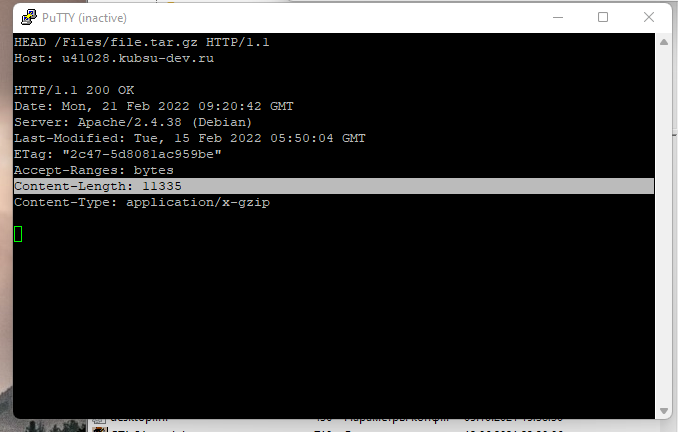 PuTTY (inactive)
HEAD /Files/file.tar.gz HTTP/1.1
Host: u41028.kubsu-dev.ru
HTTP/1.1 200 OK
Date: Mon, 21 Feb 2022 09:20:42 GMT
Server: Apache/2.4.38 (Debian)
Last-Modified: Tue, 15 Feb 2022 05:50:04 GMT
ETag: "2c47-5d8081ac959be"
Accept-Ranges: bytes
Content-Length: 11335
Content-Type: application/x-gzip